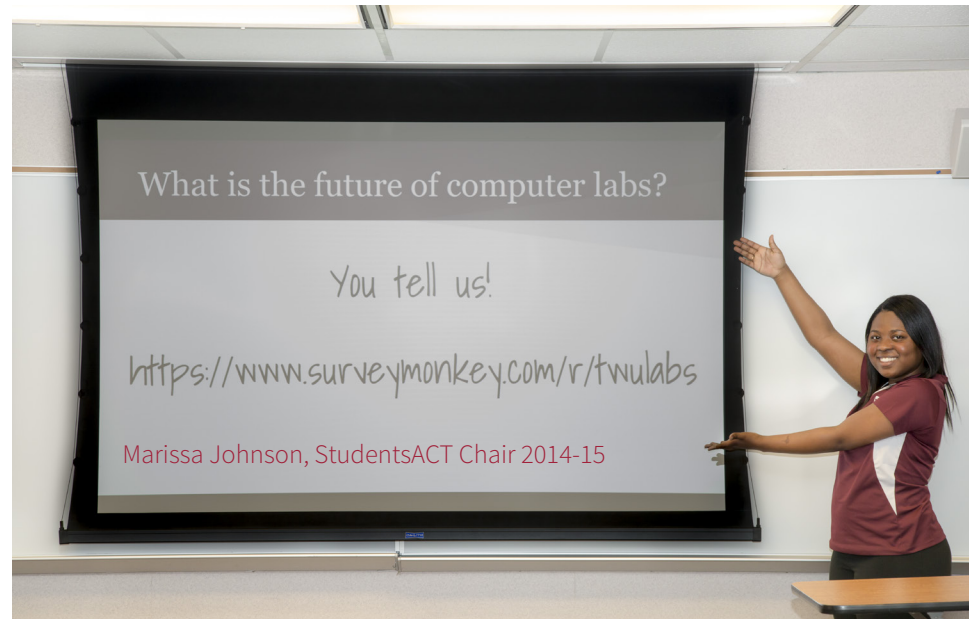 What is the future of computer labs?
You tell us!
https://www.surveymonkey.com/r/twulabs
Marissa Johnson, StudentsACT Chair 2014-15